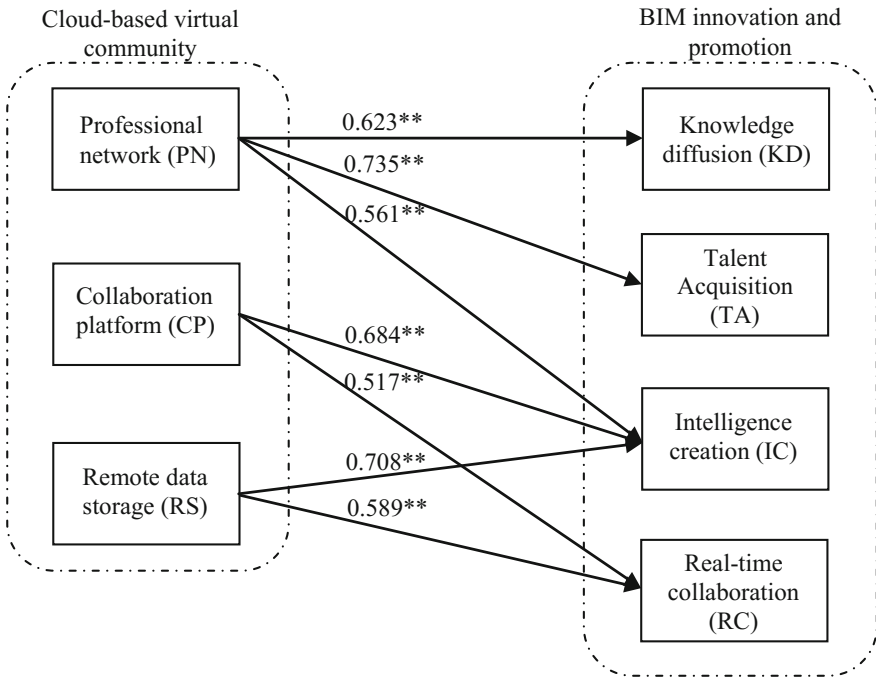 Cloud-based virtual
community
BIM innovation and
promotion
Professional
network (PN)
Collaboration
platform (CP)
Remote data
storage (RS)
0.623**
0.735**
0.561**
0.684**
0.517**
0.708**
0.589**
Knowledge
diffusion (KD)
Talent
Acquisition
(TA)
Intelligence
creation (IC)
Real-time
collaboration
(RC)